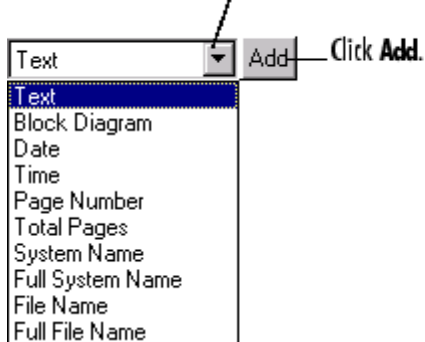 Text Add Click Add.
Text
Block Diagram
Date
Time
Page Number
Total Pages
System Name
Full System Name
File Name
Full File Name